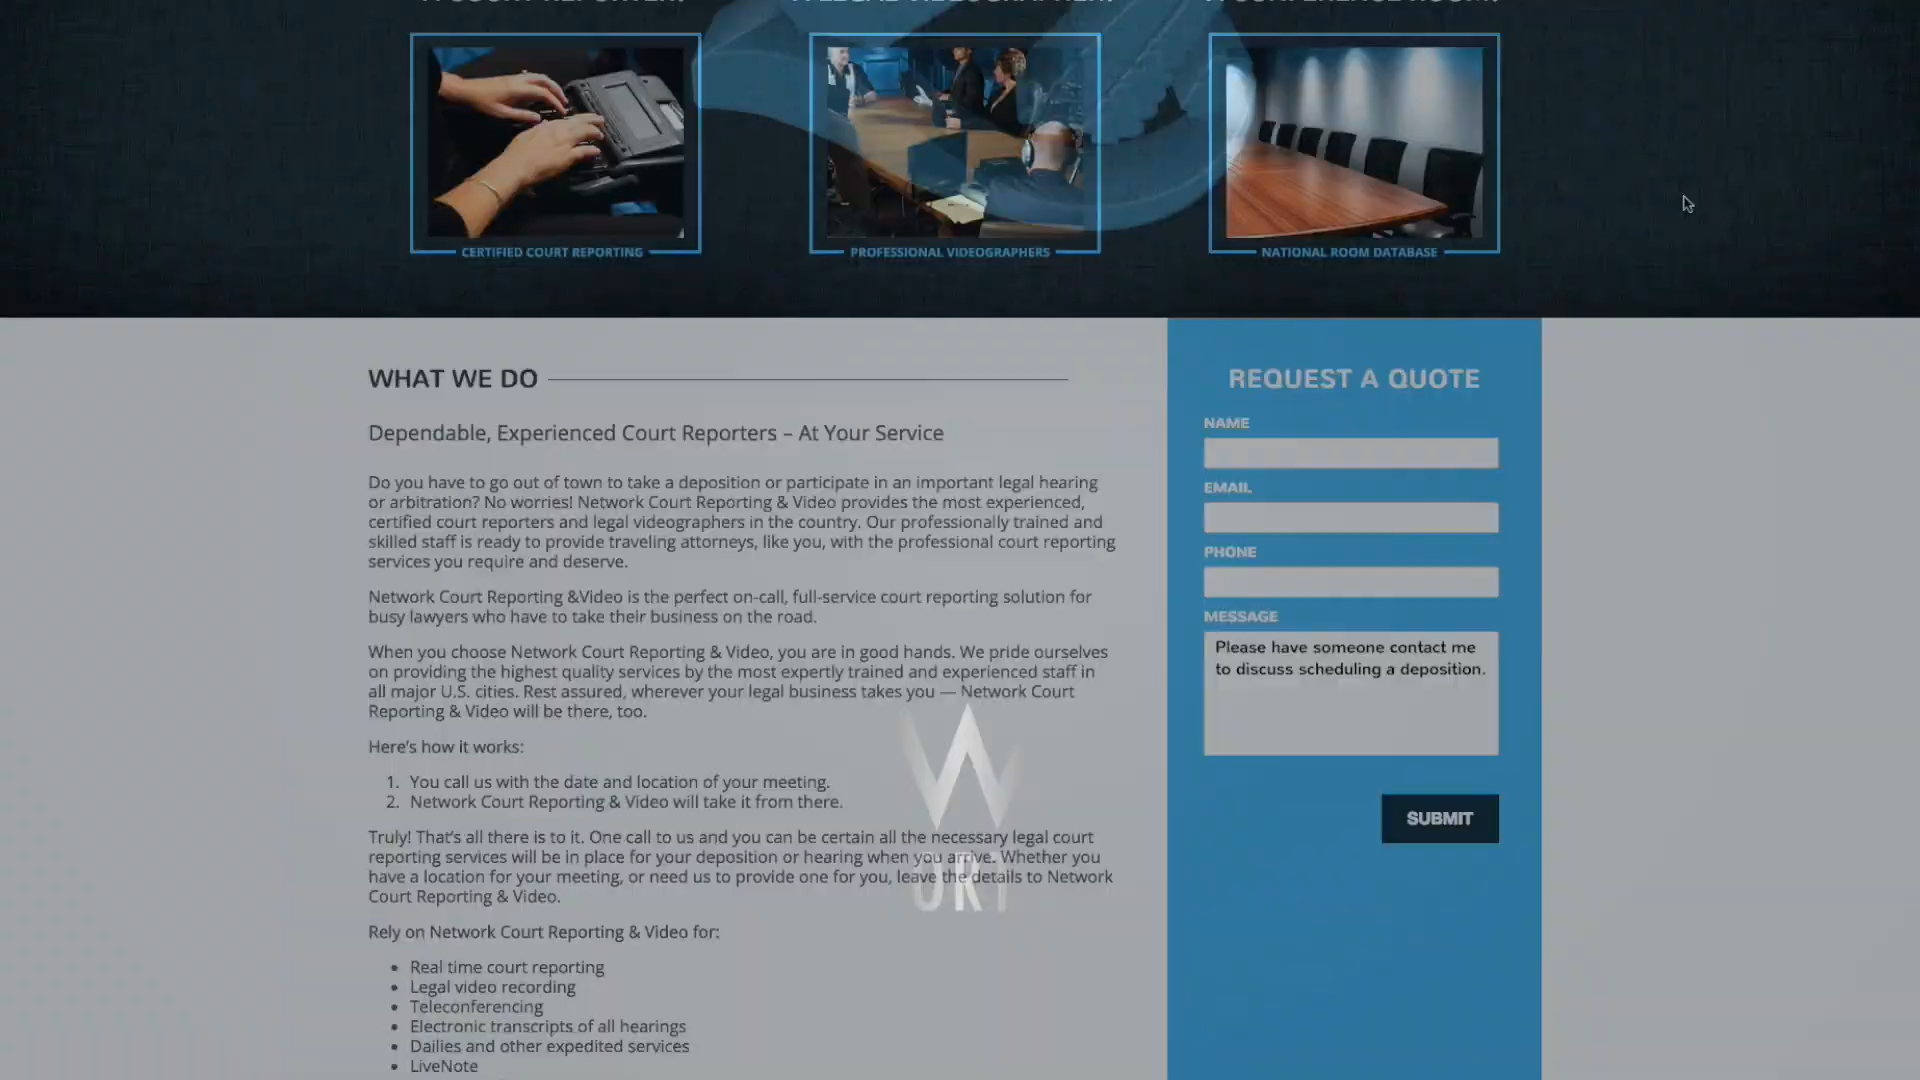 CERTIFIED COURT REPORTING
PROFESSIONAL VIDEOGRAPHERS
NATIONAL ROOM DATABASE
WHAT WE DO
Dependable, Experienced Court Reporters – At Your Service
Do you have to go out of town to take a deposition or participate in an important legal hearing
or arbitration? No worries! Network Court Reporting & Video provides the most experienced,
certified court reporters and legal videographers in the country. Our professionally trained and
skilled staff is ready to provide traveling attorneys, like you, with the professional court reporting
services you require and deserve.
Network Court Reporting &Video is the perfect on-call, full-service court reporting solution for
busy lawyers who have to take their business on the road.
When you choose Network Court Reporting & Video, you are in good hands. We pride ourselves
on providing the highest quality services by the most expertly trained and experienced staff in
all major U.S. cities. Rest assured, wherever your legal business takes you — Network Court
Reporting & Video will be there, too.
Here's how it works:
1. You call us with the date and location of your meeting.
2. Network Court Reporting & Video will take it from there.
Truly! That's all there is to it. One call to us and you can be certain all the necessary legal court
reporting services will be in place for your deposition or hearing when you arrive. Whether you
have a location for your meeting, or need us to provide one for you, leave the details to Network
Court Reporting & Video.
Rely on Network Court Reporting & Video for:
• Real time court reporting
• Legal video recording
• Teleconferencing
• Electronic transcripts of all hearings
• Dailies and other expedited services
• LiveNote
REQUEST A QUOTE
NAME
EMAIL
PHONE
MESSAGE
Please have someone contact me
to discuss scheduling a deposition.
SUBMIT
W